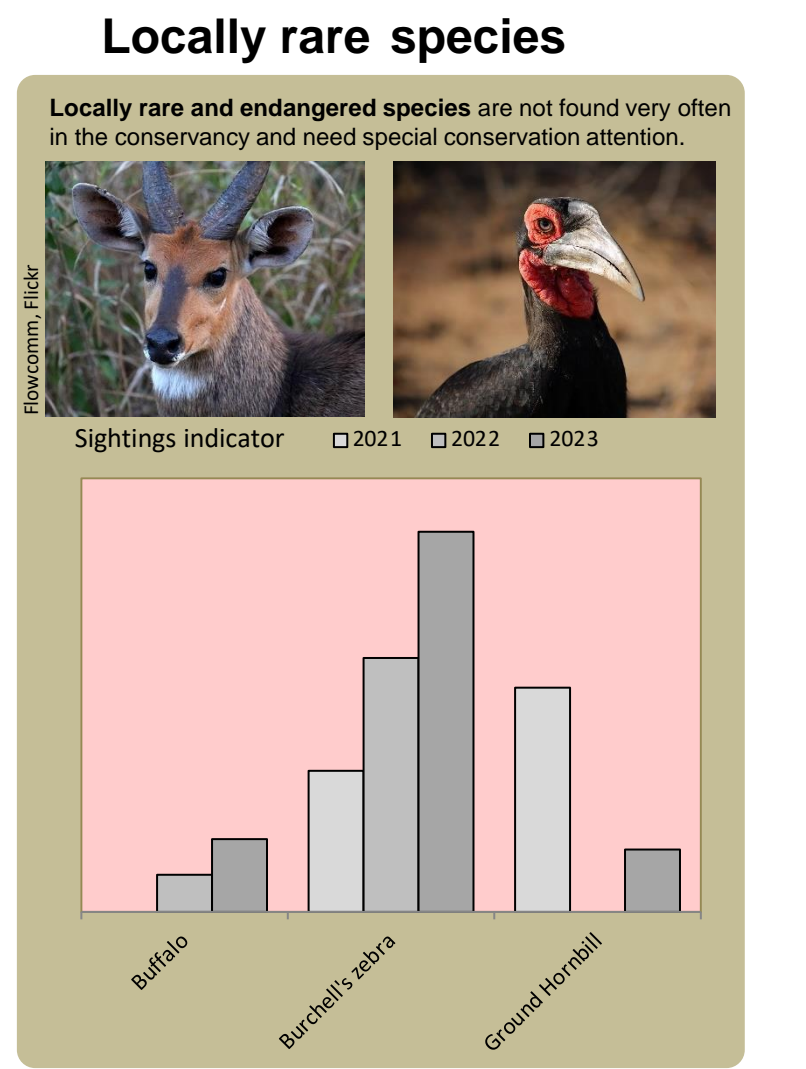 Locally rare species
Locally rare and endangered species are not found very often
in the conservancy and need special conservation attention.
Flowcomm, Flickr
Sightings indicator
2021 2022 2023
Buffalo
Burchell's zebra
Ground Hornbill